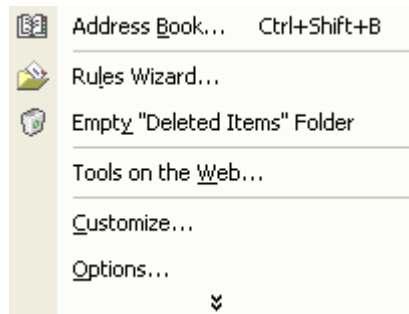 Address Book... Ctrl+Shift+B
Rules Wizard...
Empty "Deleted Items" Folder
Tools on the Web...
Customize...
Options...